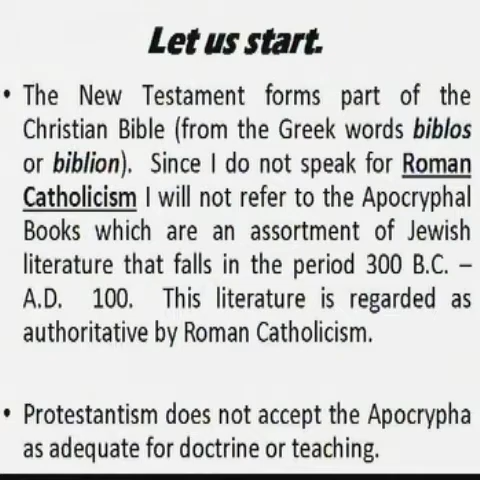 Let us start.
• The New Testament forms part of the
Christian Bible (from the Greek words biblos
or biblion). Since I do not speak for Roman
Catholicism I will not refer to the Apocryphal
Books which are an assortment of Jewish
literature that falls in the period 300 B.C. –
A.D. 100. This literature is regarded as
authoritative by Roman Catholicism.
• Protestantism does not accept the Apocrypha
as adequate for doctrine or teaching.